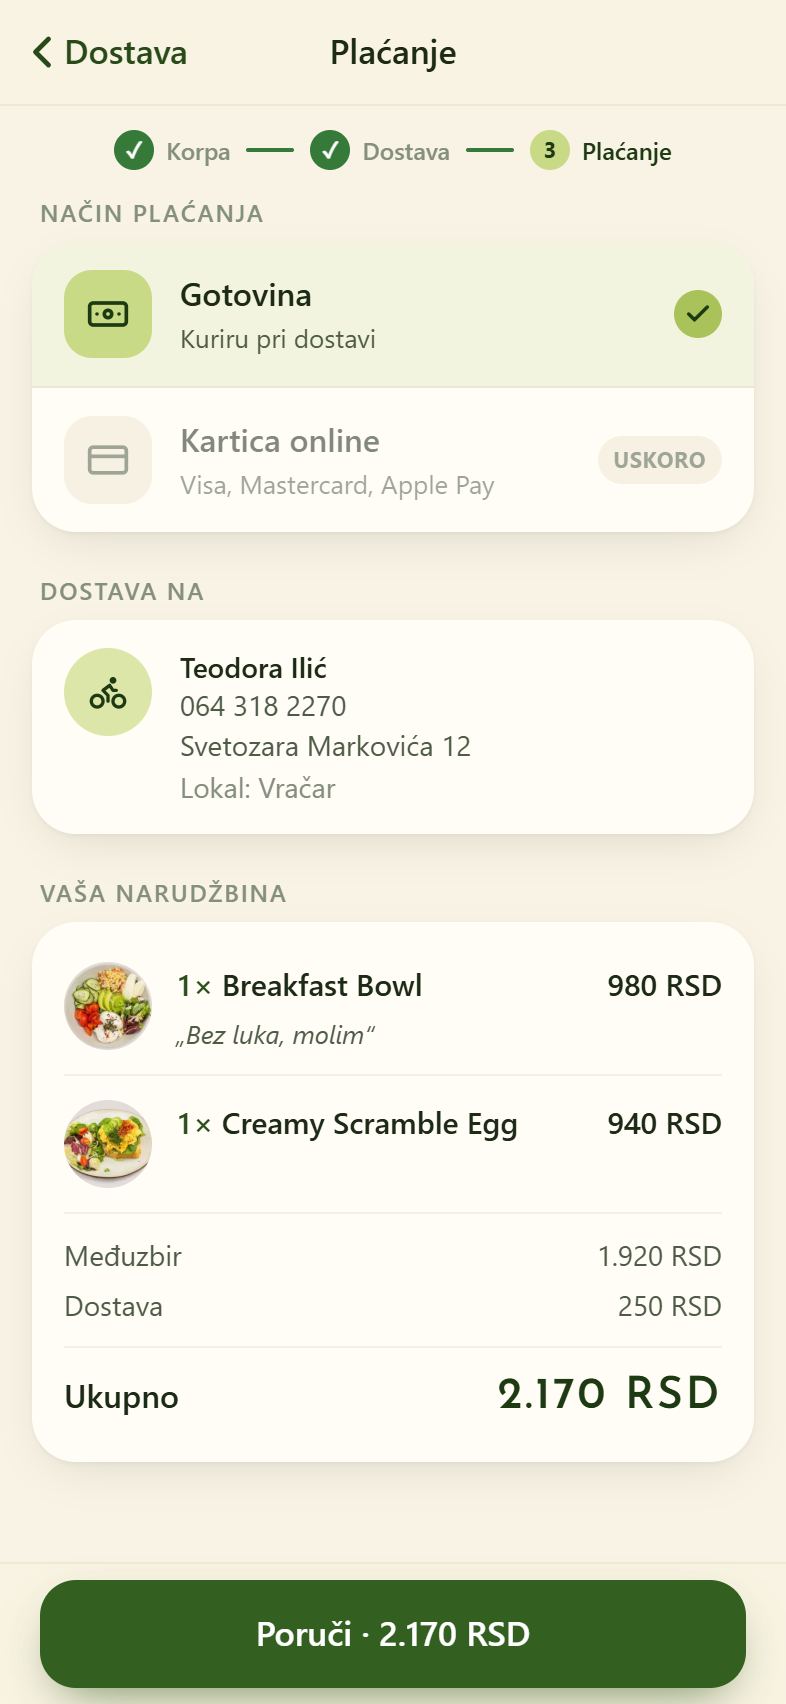 Dostava
Plaćanje
Korpa
Dostava
3 Plaćanje
NAČIN PLAĆANJA
Gotovina
Kuriru pri dostavi
Kartica online
Visa, Mastercard, Apple Pay
USKORO
DOSTAVA NA
Teodora Ilić
064 318 2270
Svetozara Markovića 12
Lokal: Vračar
VAŠA NARUDŽBINA
1× Breakfast Bowl 980 RSD
„Bez luka, molim“
1× Creamy Scramble Egg 940 RSD
Međuzbir 1.920 RSD
Dostava 250 RSD
Ukupno 2.170 RSD
Poruči · 2.170 RSD